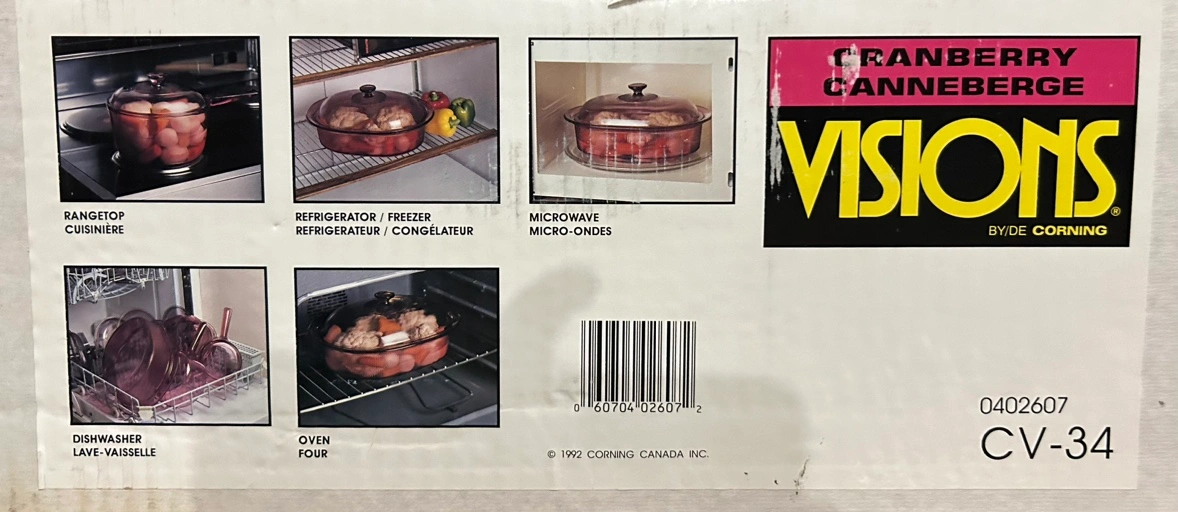 RANGETOP
CUISINIÈRE
REFRIGERATOR / FREEZER
REFRIGERATEUR / CONGÉLATEUR
MICROWAVE
MICRO-ONDES
CRANBERRY
CANNEBERGE
VISIONS®
BY/DE CORNING
DISHWASHER
LAVE-VAISSELLE
OVEN
FOUR
0 60704 02607 2
© 1992 CORNING CANADA INC.
0402607
CV-34